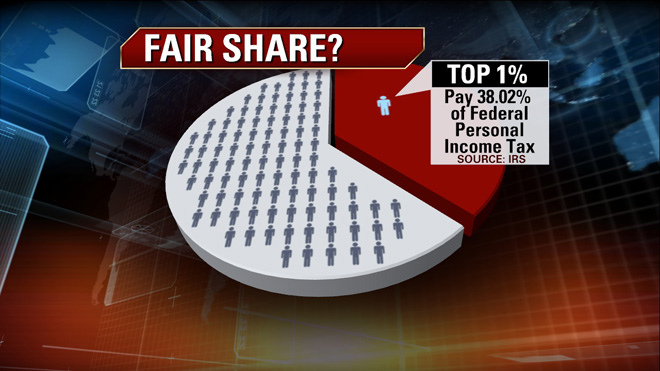 FAIR SHARE?
TOP 1%
Pay 38.02%
of Federal
Personal
Income Tax
SOURCE: IRS